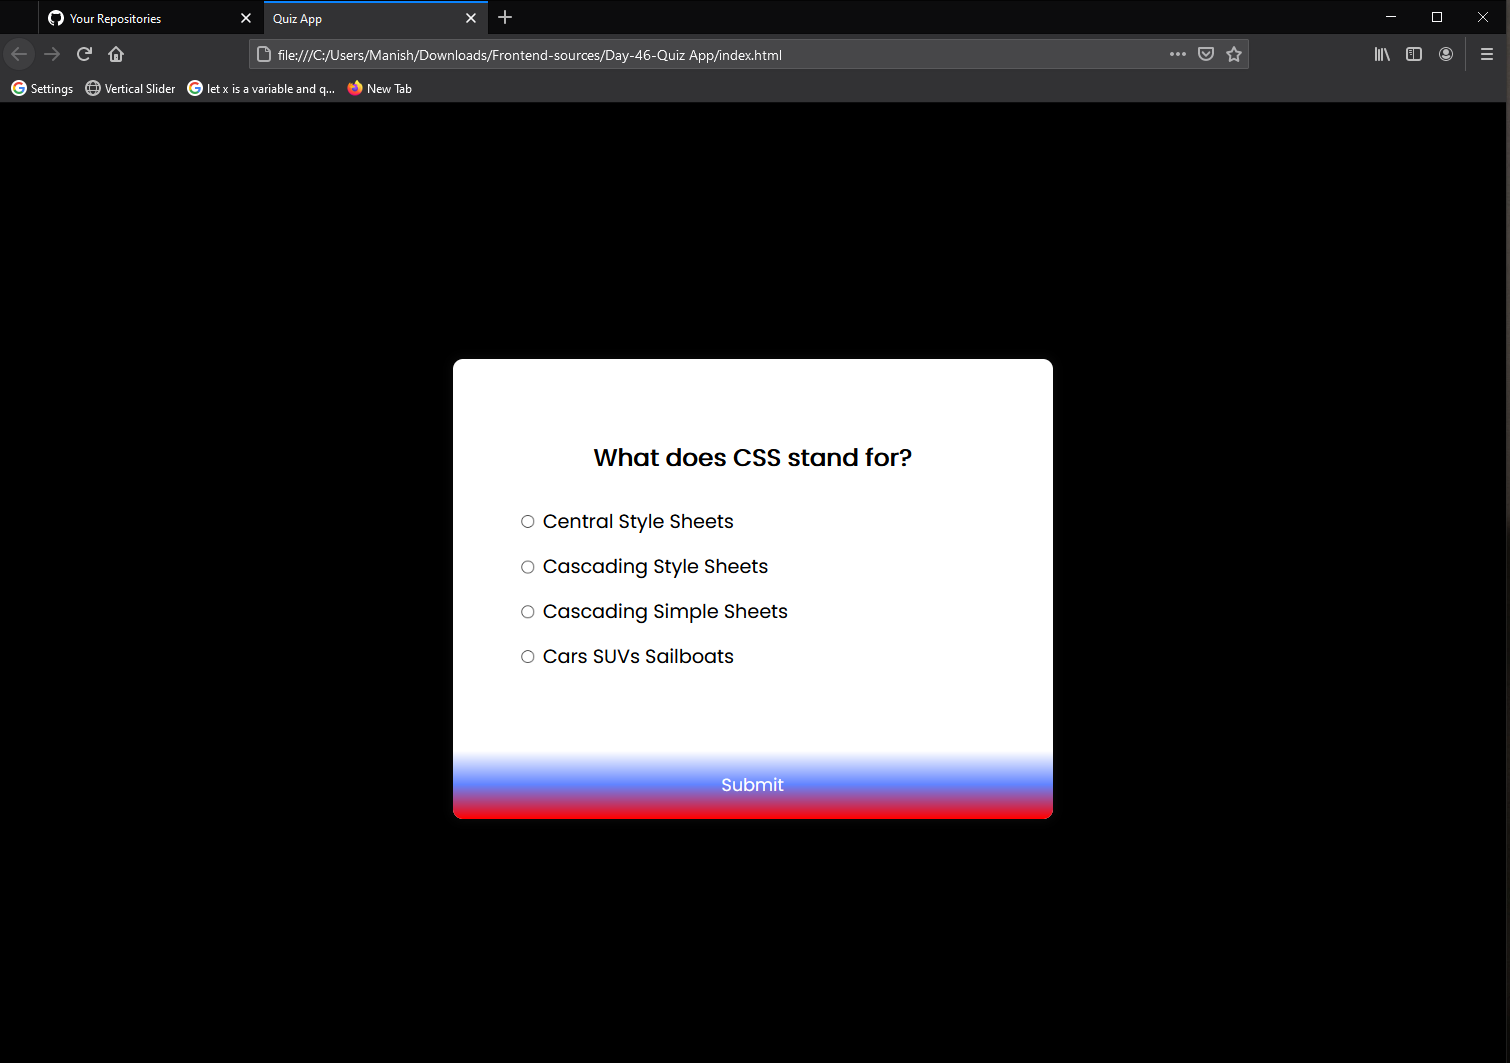 Your Repositories
Quiz App
file:///C:/Users/Manish/Downloads/Frontend-sources/Day-46-Quiz App/index.html
Settings
Vertical Slider
let x is a variable and q...
New Tab
What does CSS stand for?
Central Style Sheets
Cascading Style Sheets
Cascading Simple Sheets
Cars SUVs Sailboats
Submit